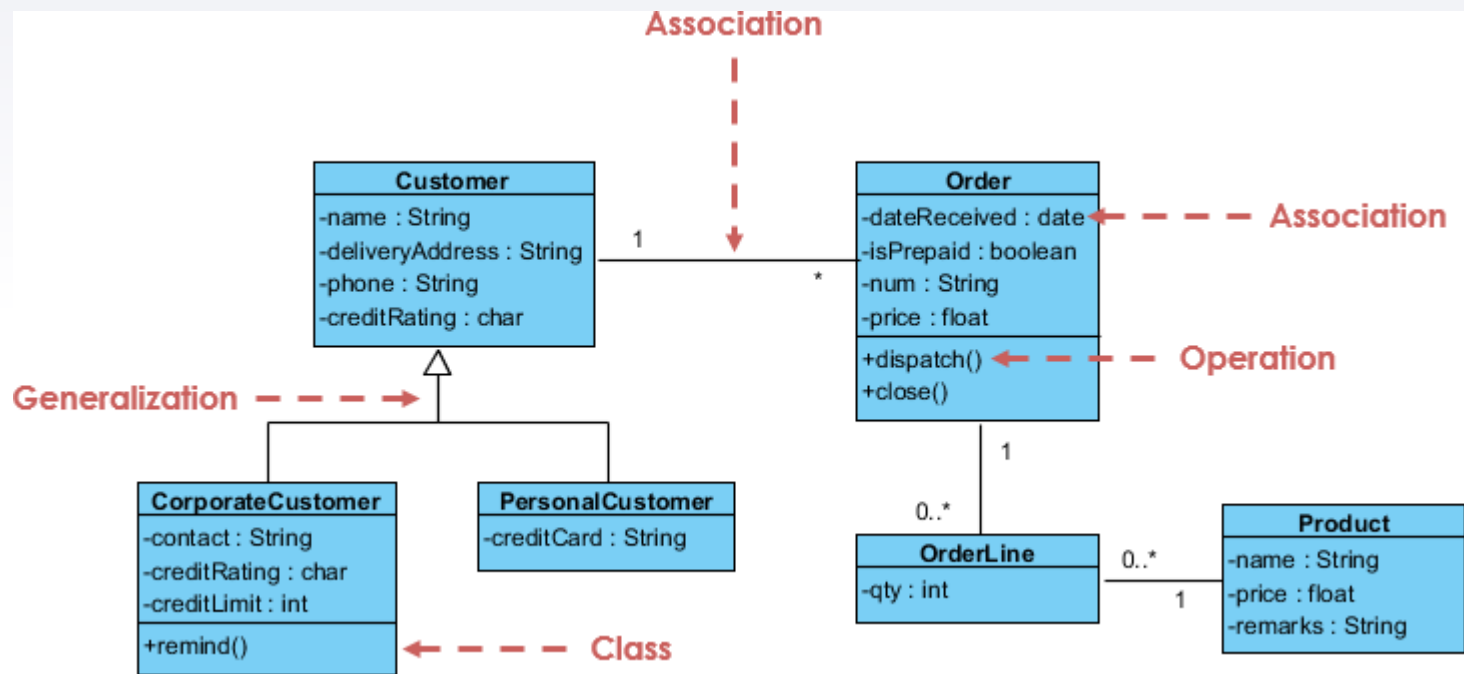 Association
Customer
-name : String
-deliveryAddress : String
-phone : String
-creditRating : char
1
*
Order
-dateReceived : date
-isPrepaid : boolean
-num : String
-price : float
+dispatch()
+close()
Association
Operation
Generalization
CorporateCustomer
-contact : String
-creditRating : char
-creditLimit : int
+remind()
Class
PersonalCustomer
-creditCard : String
1
0..*
OrderLine
-qty : int
0..*
1
Product
-name : String
-price : float
-remarks : String